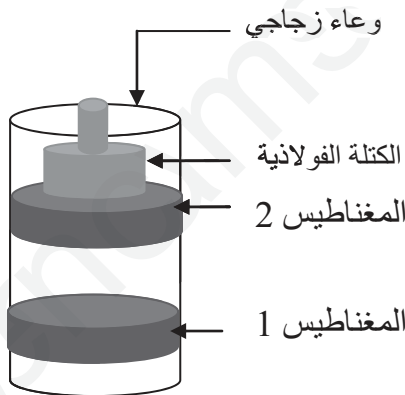 وعاء زجاجي
الكتلة الفولاذية
المغناطيس 2
المغناطيس 1